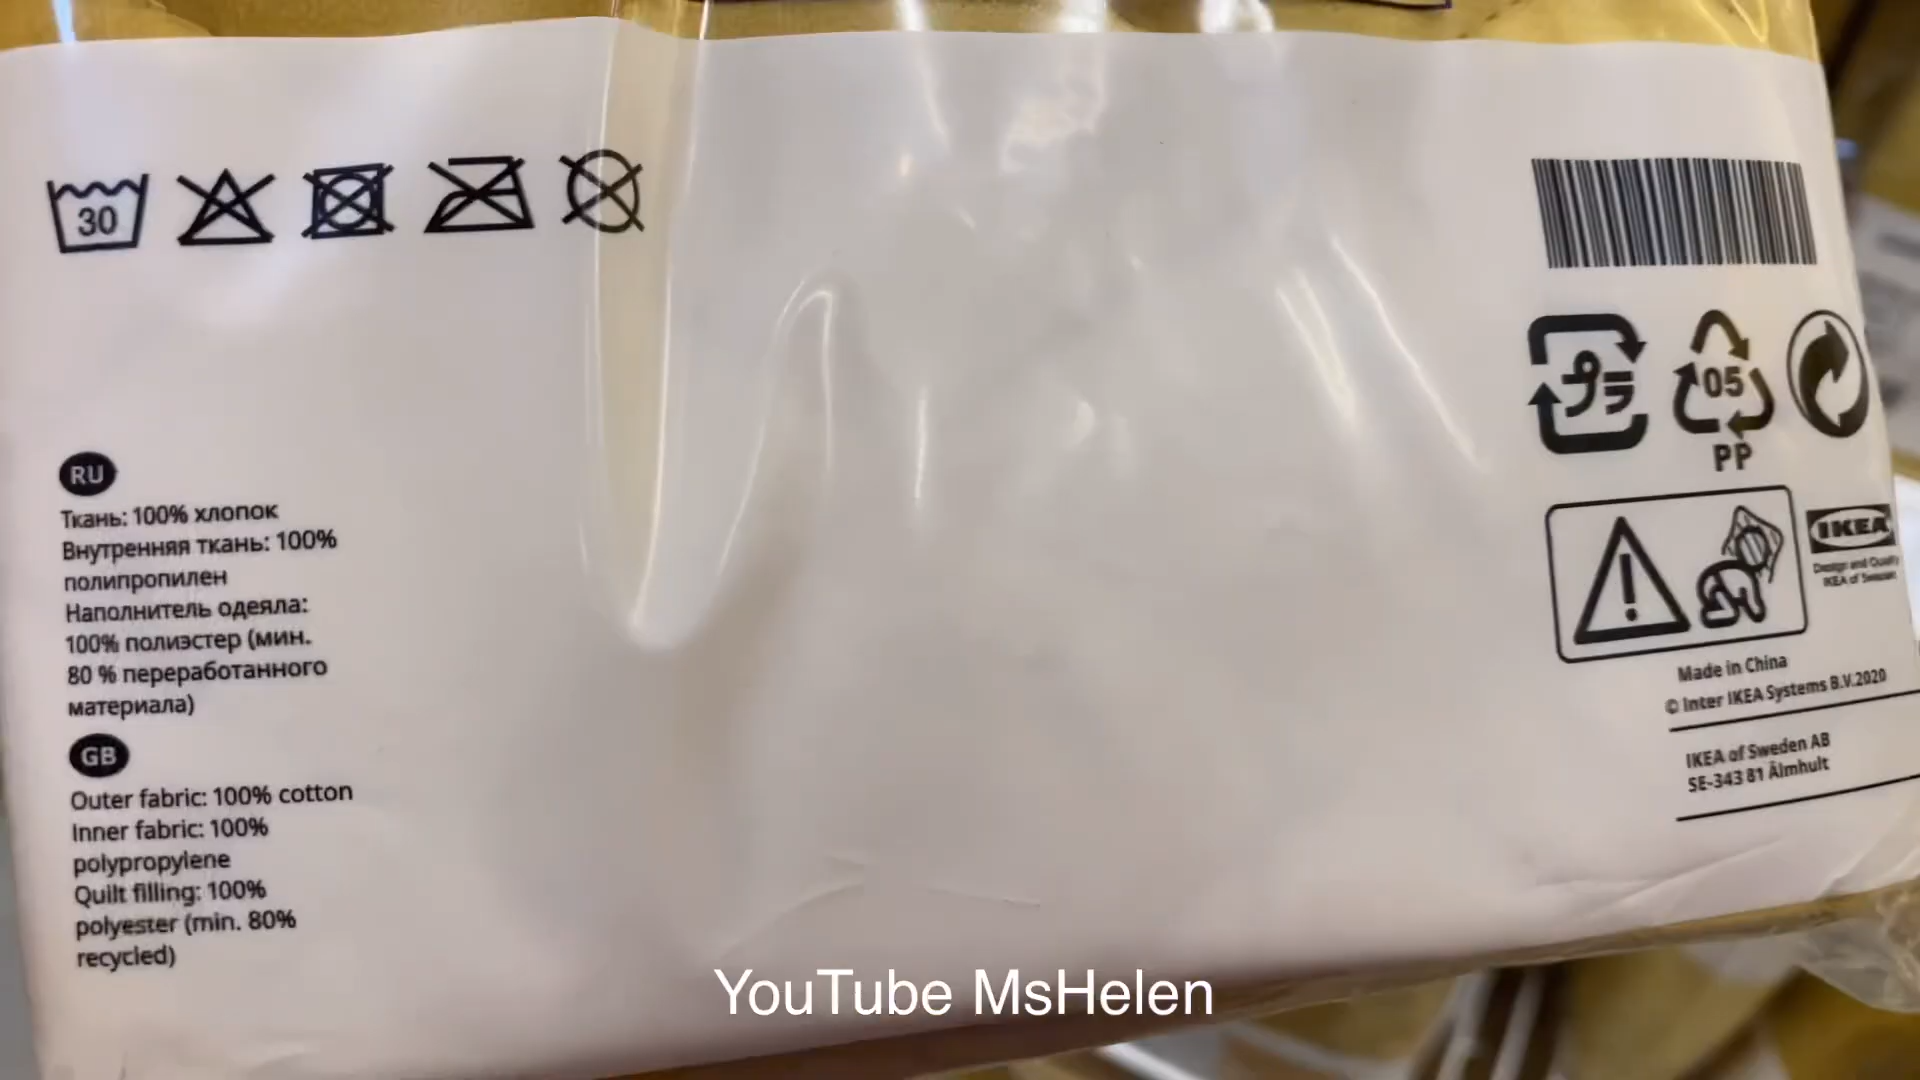 30
RU
Ткань: 100% хлопок
Внутренняя ткань: 100%
полипропилен
Наполнитель одеяла:
100% полиэстер (мин.
80 % переработанного
материала)
GB
Outer fabric: 100% cotton
Inner fabric: 100%
polypropylene
Quilt filling: 100%
polyester (min. 80%
recycled)
プラ
05
PP
IKEA
Design and Quality
IKEA of Sweden
Made in China
© Inter IKEA Systems B.V.2020
IKEA of Sweden AB
SE-343 81 Älmhult
YouTube MsHelen